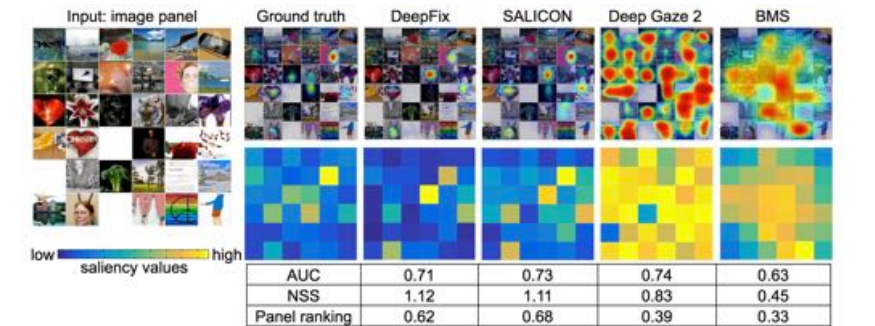 Input: image panel
Ground truth
DeepFix
SALICON
Deep Gaze 2
BMS
low
high
saliency values
AUC 0.71 0.73 0.74 0.63
NSS 1.12 1.11 0.83 0.45
Panel ranking 0.62 0.68 0.39 0.33